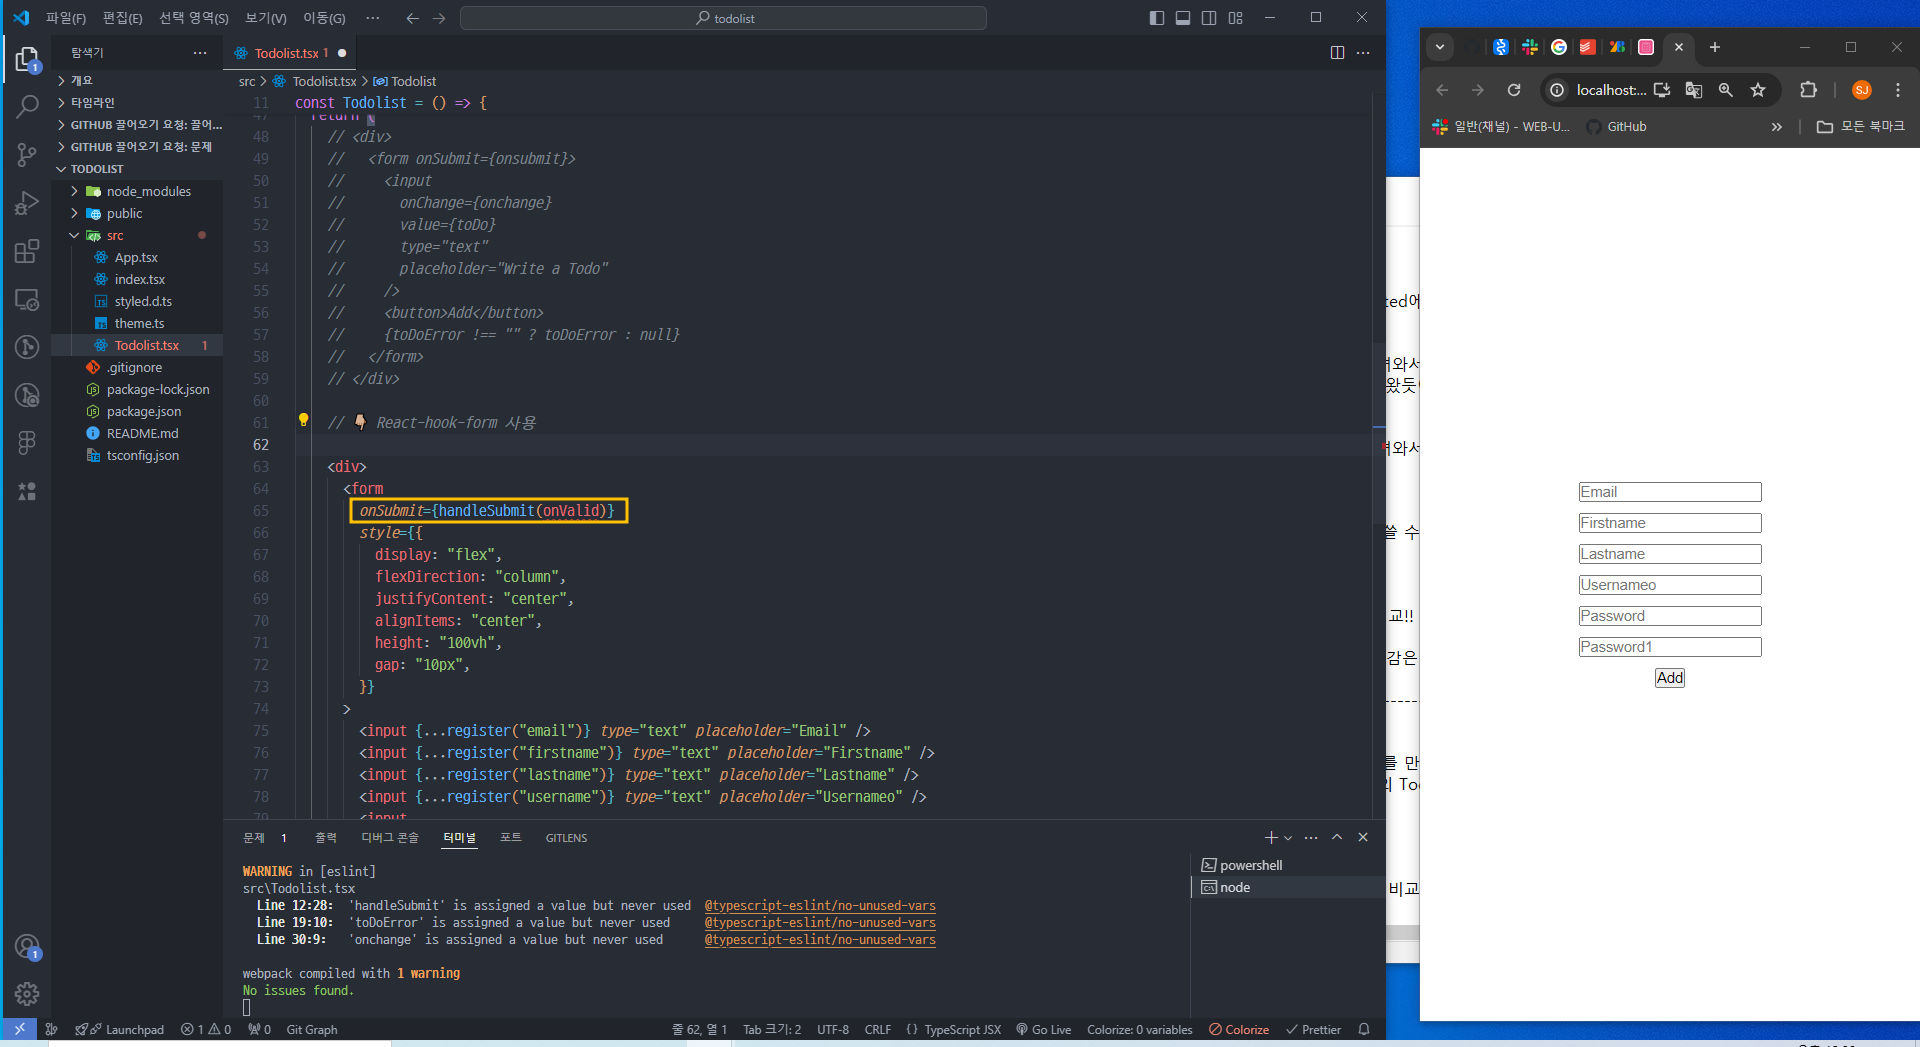 파일(F) 편집(E) 선택 영역(S) 보기(V) 이동(G) ··· todolist
탐색기 ···
개요
타임라인
GITHUB 끌어오기 요청: 끌어...
GITHUB 끌어오기 요청: 문제
TODOLIST
node_modules
public
src
App.tsx
index.tsx
styled.d.ts
theme.ts
Todolist.tsx 1
.gitignore
package-lock.json
package.json
README.md
tsconfig.json
1
1
Todolist.tsx 1
src > Todolist.tsx > Todolist
11 const Todolist = () => {
47 return (
48 // <div>
49 //   <form onSubmit={onsubmit}>
50 //     <input
51 //       onChange={onchange}
52 //       value={toDo}
53 //       type="text"
54 //       placeholder="Write a Todo"
55 //     />
56 //     <button>Add</button>
57 //     {toDoError !== "" ? toDoError : null}
58 //   </form>
59 // </div>
60
61 // 👇🏽 React-hook-form 사용
62
63 <div>
64 <form
65 onSubmit={handleSubmit(onValid)}
66 style={{
67 display: "flex",
68 flexDirection: "column",
69 justifyContent: "center",
70 alignItems: "center",
71 height: "100vh",
72 gap: "10px",
73 }}
74 >
75 <input {...register("email")} type="text" placeholder="Email" />
76 <input {...register("firstname")} type="text" placeholder="Firstname" />
77 <input {...register("lastname")} type="text" placeholder="Lastname" />
78 <input {...register("username")} type="text" placeholder="Usernameo" />
79 <input
문제 1 출력 디버그 콘솔 터미널 포트 GITLENS
WARNING in [eslint]
src\Todolist.tsx
Line 12:28: 'handleSubmit' is assigned a value but never used @typescript-eslint/no-unused-vars
Line 19:10: 'toDoError' is assigned a value but never used @typescript-eslint/no-unused-vars
Line 30:9: 'onchange' is assigned a value but never used @typescript-eslint/no-unused-vars
webpack compiled with 1 warning
No issues found.
powershell
node
Launchpad 1 0 0 Git Graph 줄 62, 열 1 Tab 크기: 2 UTF-8 CRLF {} TypeScript JSX Go Live Colorize: 0 variables Colorize Prettier
ted에
겨와서
왔듯이
겨와서
쓸 수
교!!
감은
를 만
의 Too
비교
localhost:... SJ
일반(채널) - WEB-U... GitHub » 모든 북마크
Email
Firstname
Lastname
Usernameo
Password
Password1
Add